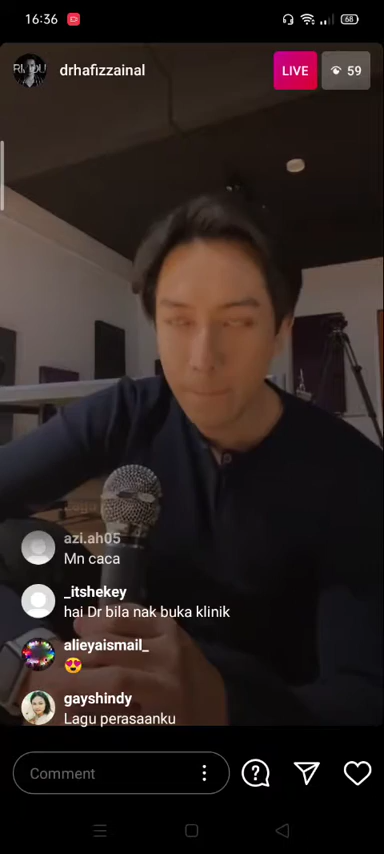 16:36
68
drhafizzainal
LIVE
59
azi.ah05
Mn caca
_itshekey
hai Dr bila nak buka klinik
alieyaismail_
😍
gayshindy
Lagu perasaanku
Comment